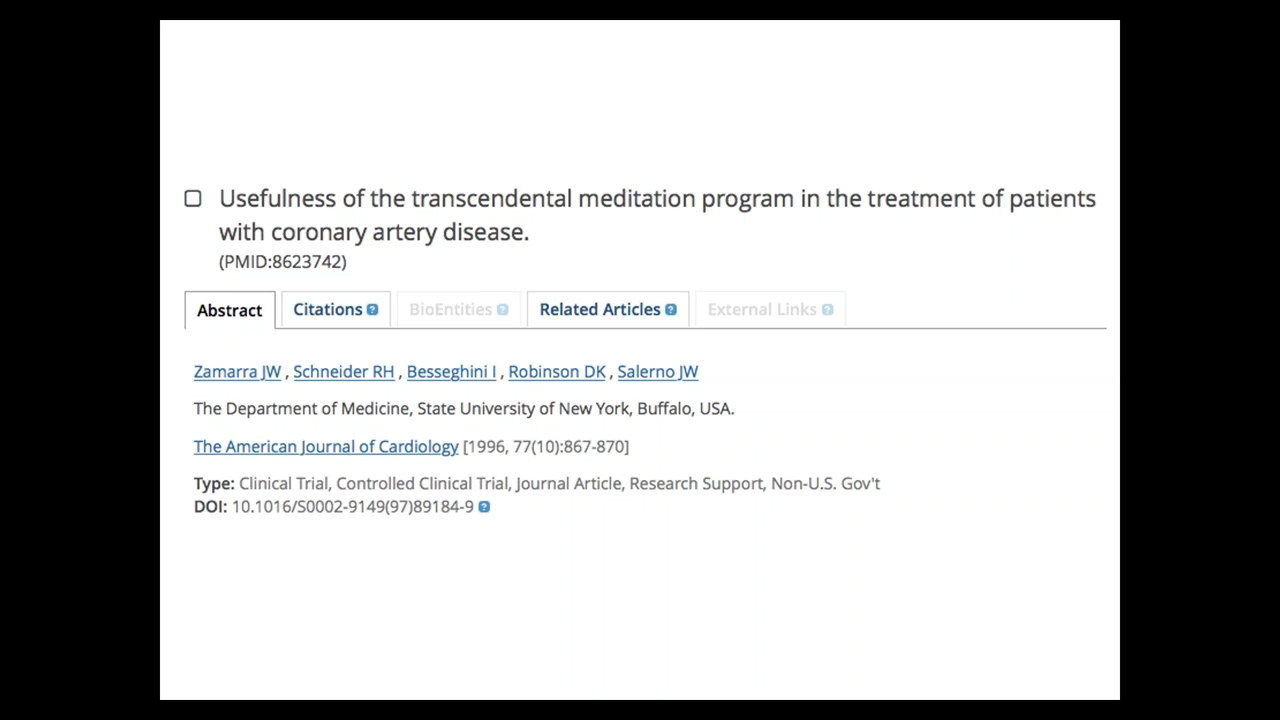 Usefulness of the transcendental meditation program in the treatment of patients
with coronary artery disease.
(PMID:8623742)
Abstract Citations ? BioEntities ? Related Articles ? External Links ?
Zamarra JW , Schneider RH , Besseghini I , Robinson DK , Salerno JW
The Department of Medicine, State University of New York, Buffalo, USA.
The American Journal of Cardiology [1996, 77(10):867-870]
Type: Clinical Trial, Controlled Clinical Trial, Journal Article, Research Support, Non-U.S. Gov't
DOI: 10.1016/S0002-9149(97)89184-9 ?